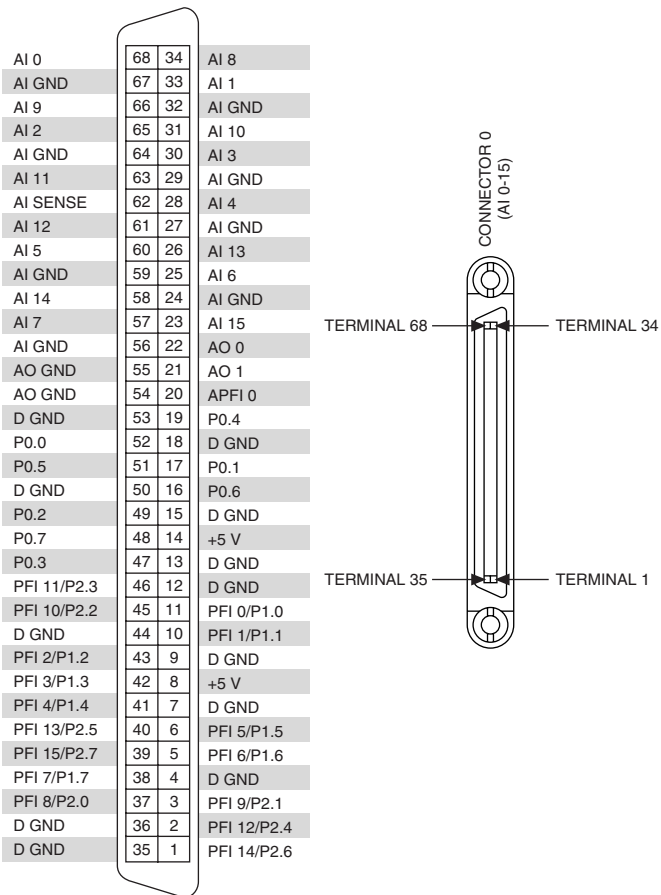 AI 0 68 34 AI 8
AI GND 67 33 AI 1
AI 9 66 32 AI GND
AI 2 65 31 AI 10
AI GND 64 30 AI 3
AI 11 63 29 AI GND
AI SENSE 62 28 AI 4
AI 12 61 27 AI GND
AI 5 60 26 AI 13
AI GND 59 25 AI 6
AI 14 58 24 AI GND
AI 7 57 23 AI 15
AI GND 56 22 AO 0
AO GND 55 21 AO 1
AO GND 54 20 APFI 0
D GND 53 19 P0.4
P0.0 52 18 D GND
P0.5 51 17 P0.1
D GND 50 16 P0.6
P0.2 49 15 D GND
P0.7 48 14 +5 V
P0.3 47 13 D GND
PFI 11/P2.3 46 12 D GND
PFI 10/P2.2 45 11 PFI 0/P1.0
D GND 44 10 PFI 1/P1.1
PFI 2/P1.2 43 9 D GND
PFI 3/P1.3 42 8 +5 V
PFI 4/P1.4 41 7 D GND
PFI 13/P2.5 40 6 PFI 5/P1.5
PFI 15/P2.7 39 5 PFI 6/P1.6
PFI 7/P1.7 38 4 D GND
PFI 8/P2.0 37 3 PFI 9/P2.1
D GND 36 2 PFI 12/P2.4
D GND 35 1 PFI 14/P2.6
CONNECTOR 0
(AI 0-15)
TERMINAL 68 TERMINAL 34
TERMINAL 35 TERMINAL 1